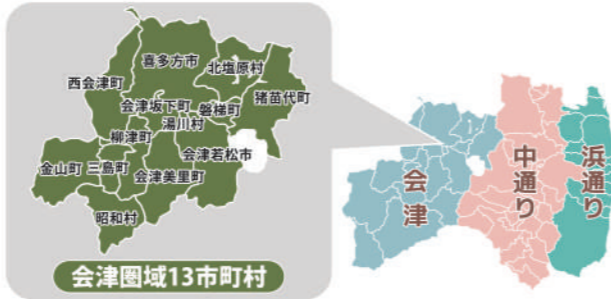 喜多方市
北塩原村
西会津町
猪苗代町
会津坂下町
磐梯町
湯川村
柳津町
会津若松市
金山町
三島町
会津美里町
昭和村
会津圏域13市町村
会津
中通り
浜通り